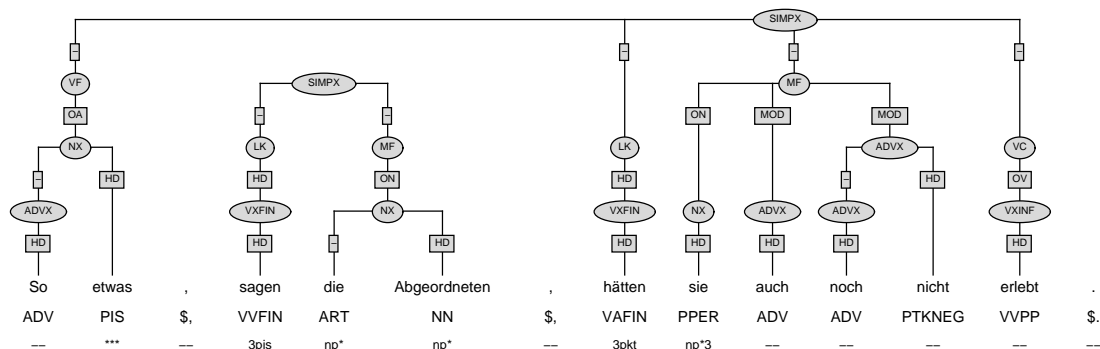 SIMPX
– – – –
VF SIMPX MF
OA – – ON MOD MOD
NX LK MF LK ADVX VC
– HD HD ON HD – HD OV
ADVX VXFIN NX VXFIN NX ADVX ADVX VXINF
HD HD – HD HD HD HD HD HD
So etwas , sagen die Abgeordneten , hätten sie auch noch nicht erlebt .
ADV PIS $, VVFIN ART NN $, VAFIN PPER ADV ADV PTKNEG VVPP $.
–– *** –– 3pis np* np* –– 3pkt np*3 –– –– –– –– ––